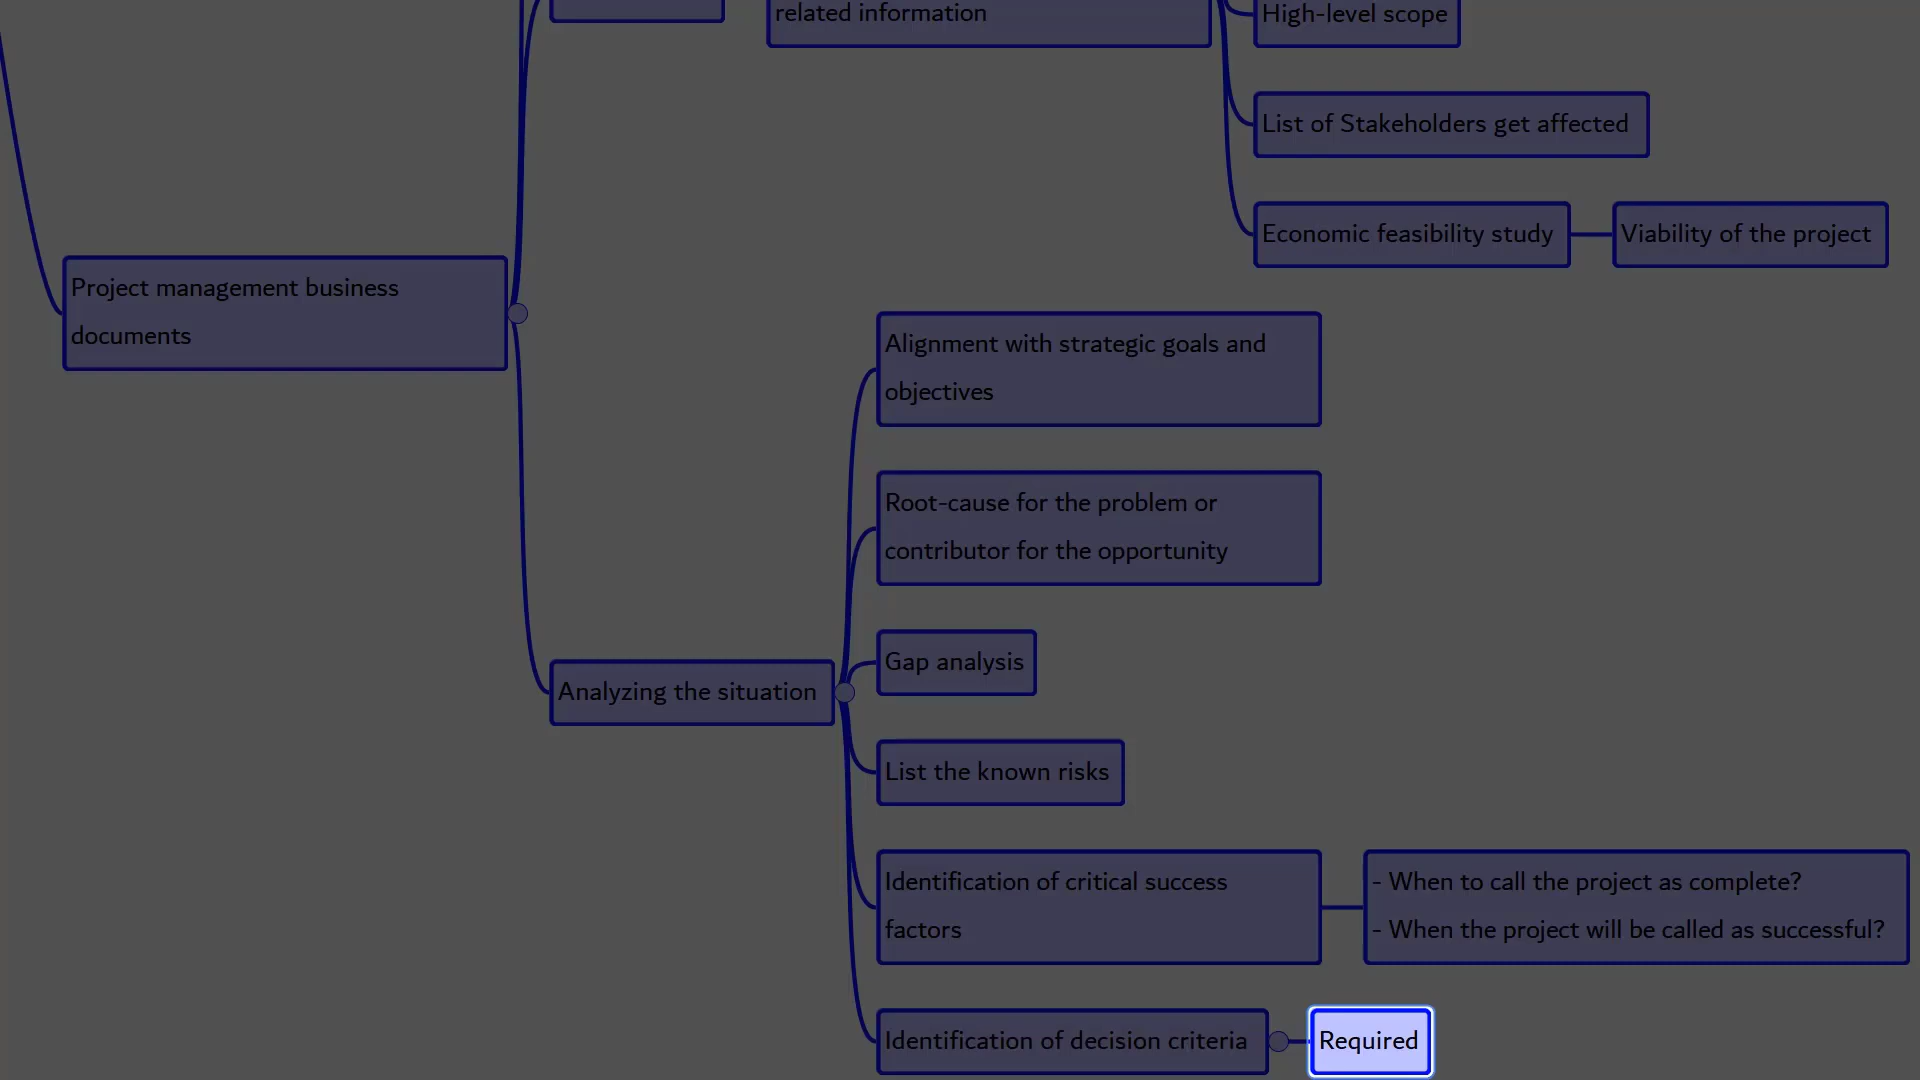 related information
High-level scope
List of Stakeholders get affected
Economic feasibility study
Viability of the project
Project management business
documents
Alignment with strategic goals and
objectives
Root-cause for the problem or
contributor for the opportunity
Gap analysis
Analyzing the situation
List the known risks
Identification of critical success
factors
- When to call the project as complete?
- When the project will be called as successful?
Identification of decision criteria
Required